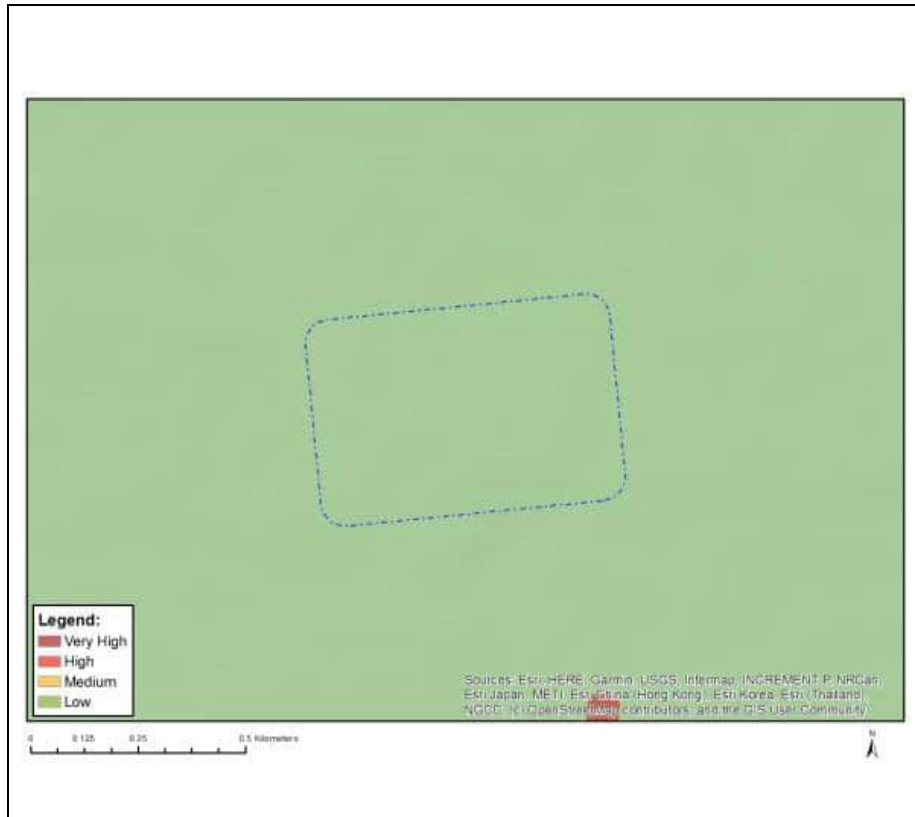 Legend:
Very High
High
Medium
Low
Sources: Esri, HERE, Garmin, USGS, Intermap, INCREMENT P, NRCan,
Esri Japan, METI, Esri China (Hong Kong), Esri Korea, Esri (Thailand),
NGCC, (c) OpenStreetMap contributors, and the GIS User Community
0 0.125 0.25 0.5 Kilometers
N